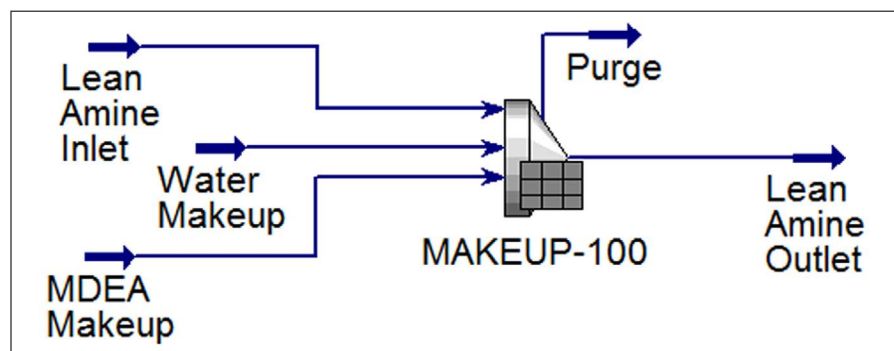 Lean
Amine
Inlet
Purge
Water
Makeup
MAKEUP-100
Lean
Amine
Outlet
MDEA
Makeup